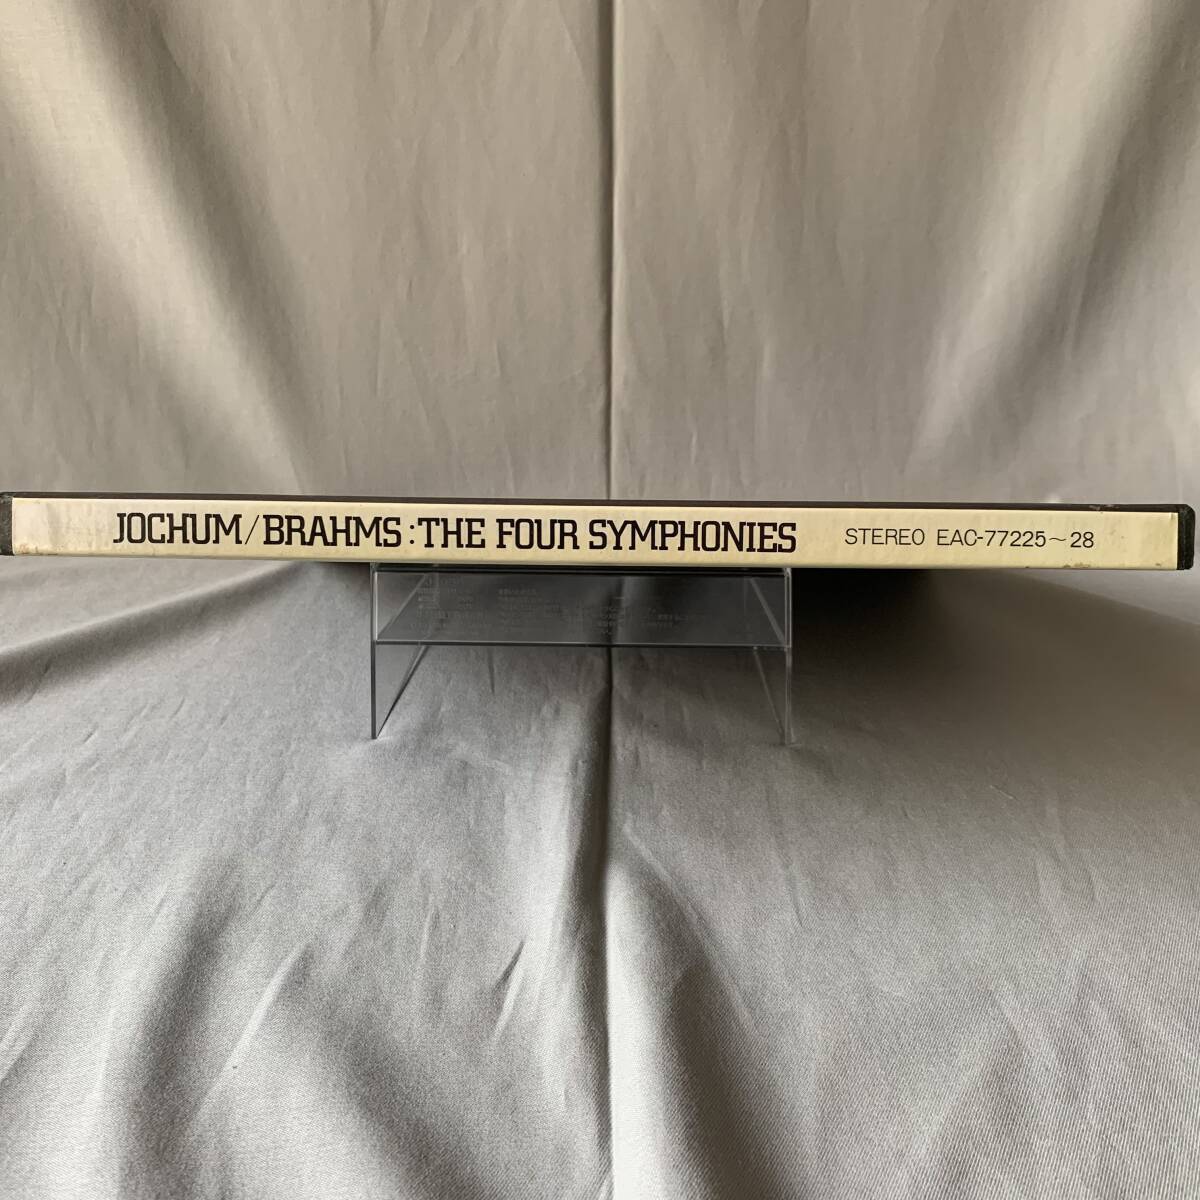 JOCHUM/BRAHMS:THE FOUR SYMPHONIES STEREO EAC-77225~28